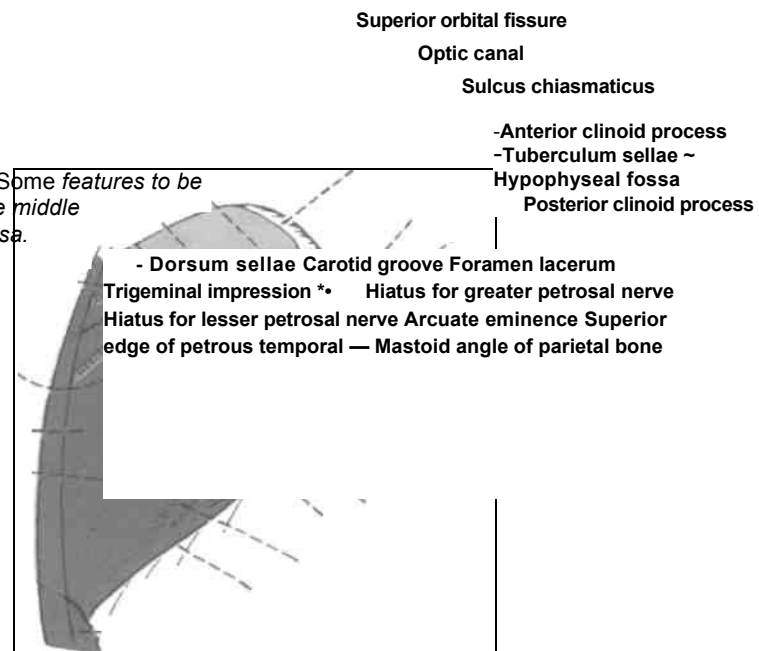 Superior orbital fissure
Optic canal
Sulcus chiasmaticus
-Anterior clinoid process
-Tuberculum sellae ~
Hypophyseal fossa
Posterior clinoid process
Some features to be
e middle
sa.
- Dorsum sellae Carotid groove Foramen lacerum
Trigeminal impression *• Hiatus for greater petrosal nerve
Hiatus for lesser petrosal nerve Arcuate eminence Superior
edge of petrous temporal — Mastoid angle of parietal bone